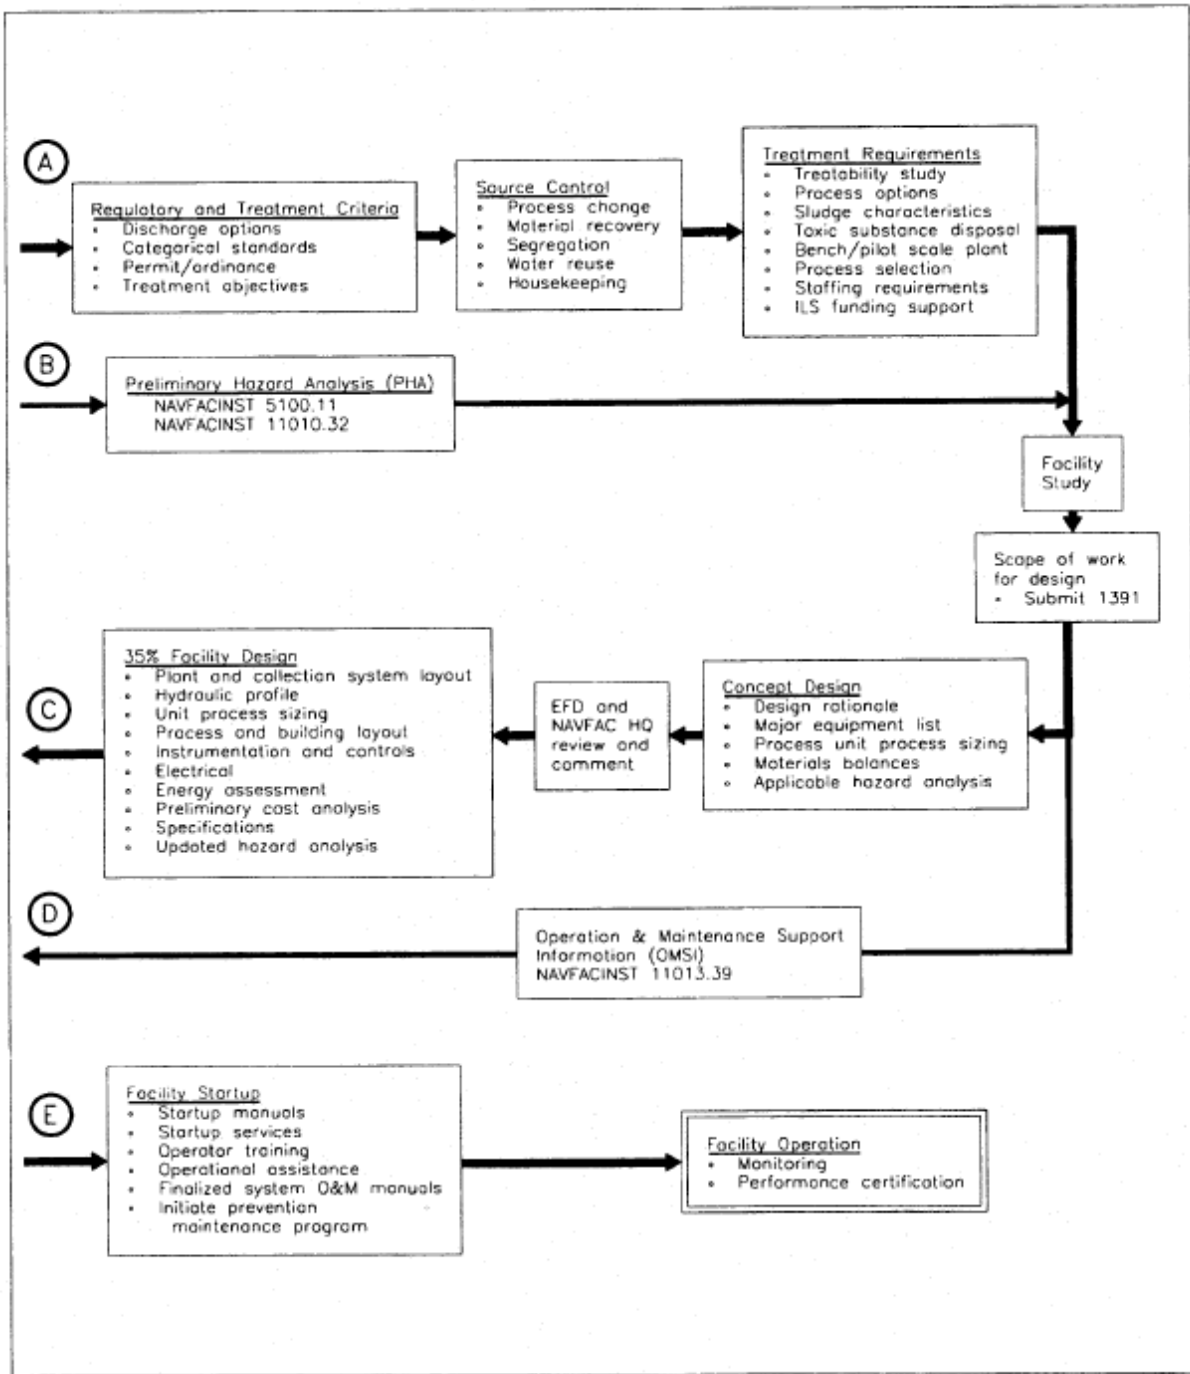 A
Regulatory and Treatment Criteria
• Discharge options
• Categorical standards
• Permit/ordinance
• Treatment objectives
Source Control
• Process change
• Material recovery
• Segregation
• Water reuse
• Housekeeping
Treatment Requirements
• Treatability study
• Process options
• Sludge characteristics
• Toxic substance disposal
• Bench/pilot scale plant
• Process selection
• Staffing requirements
• ILS funding support
B
Preliminary Hazard Analysis (PHA)
NAVFACINST 5100.11
NAVFACINST 11010.32
Facility
Study
Scope of work
for design
• Submit 1391
C
35% Facility Design
• Plant and collection system layout
• Hydraulic profile
• Unit process sizing
• Process and building layout
• Instrumentation and controls
• Electrical
• Energy assessment
• Preliminary cost analysis
• Specifications
• Updated hazard analysis
EFD and
NAVFAC HQ
review and
comment
Concept Design
• Design rationale
• Major equipment list
• Process unit process sizing
• Materials balances
• Applicable hazard analysis
D
Operation & Maintenance Support
Information (OMSI)
NAVFACINST 11013.39
E
Facility Startup
• Startup manuals
• Startup services
• Operator training
• Operational assistance
• Finalized system O&M manuals
• Initiate prevention
maintenance program
Facility Operation
• Monitoring
• Performance certification